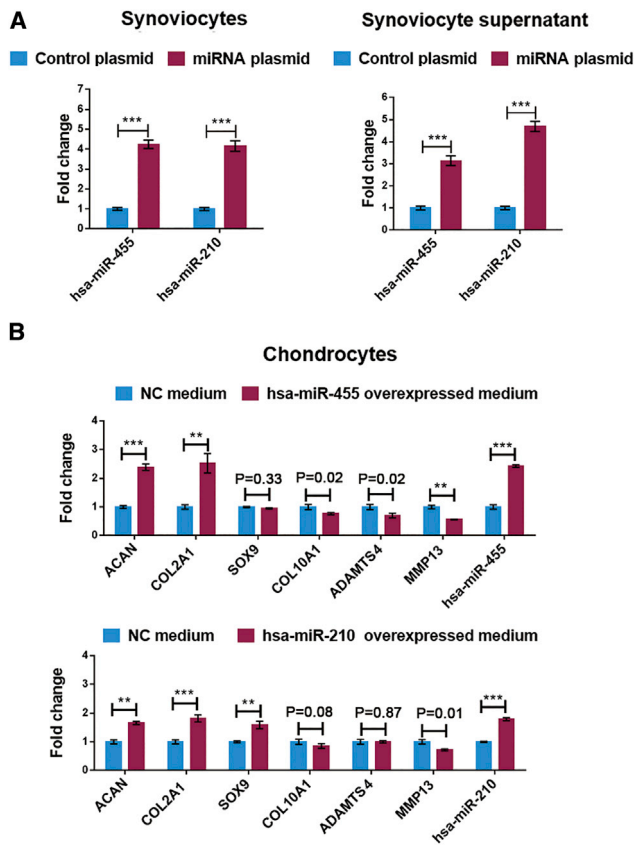 A
Synoviocytes
Control plasmid miRNA plasmid
Fold change
7
6
5
4
3
2
1
0
*** ***
hsa-miR-455 hsa-miR-210
Synoviocyte supernatant
Control plasmid miRNA plasmid
Fold change
6
5
4
3
2
1
0
*** ***
hsa-miR-455 hsa-miR-210
B
Chondrocytes
NC medium hsa-miR-455 overexpressed medium
Fold change
4
3
2
1
0
*** ** P=0.33 P=0.02 P=0.02 ** ***
ACAN COL2A1 SOX9 COL10A1 ADAMTS4 MMP13 hsa-miR-455
NC medium hsa-miR-210 overexpressed medium
Fold change
4
3
2
1
0
** *** ** P=0.08 P=0.87 P=0.01 ***
ACAN COL2A1 SOX9 COL10A1 ADAMTS4 MMP13 hsa-miR-210